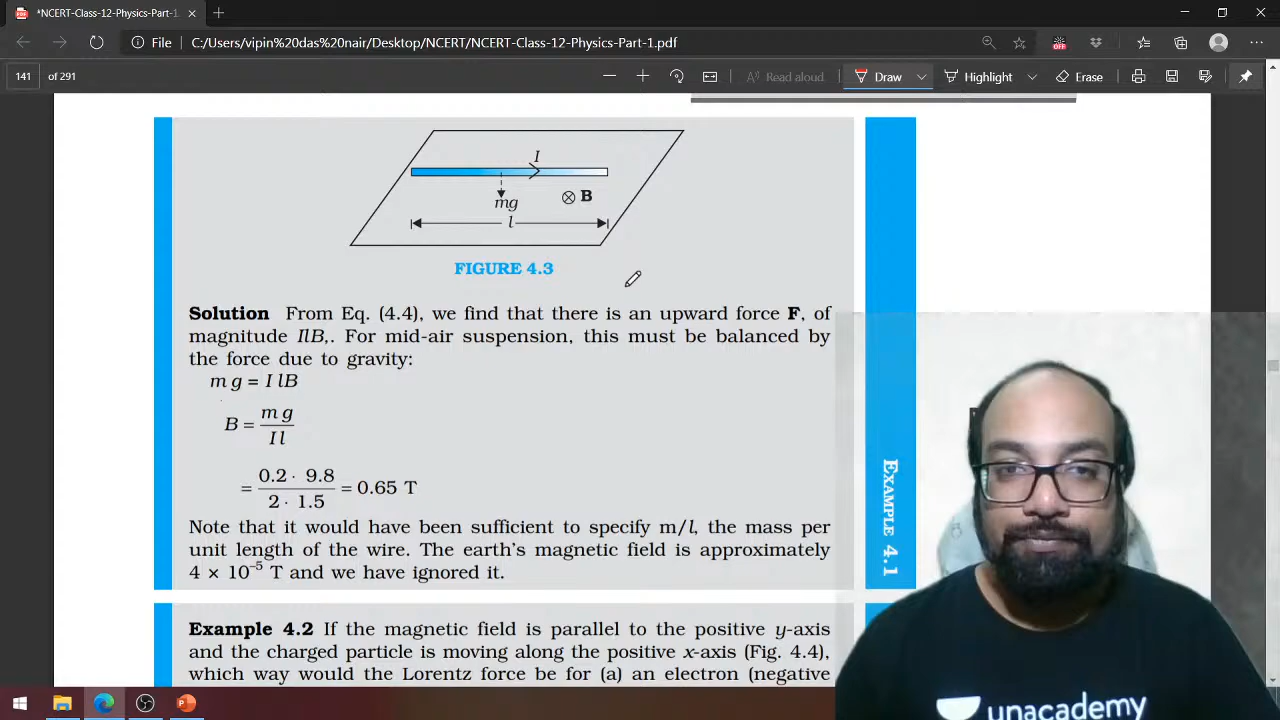 *NCERT-Class-12-Physics-Part-1.
File
C:/Users/vipin%20das%20nair/Desktop/NCERT/NCERT-Class-12-Physics-Part-1.pdf
141 of 291
Read aloud
Draw
Highlight
Erase
I
B
mg
l
FIGURE 4.3
Solution From Eq. (4.4), we find that there is an upward force F, of
magnitude IlB,. For mid-air suspension, this must be balanced by
the force due to gravity:
m g = I lB
B = m g / I l
= 0.2 · 9.8 / 2 · 1.5 = 0.65 T
Note that it would have been sufficient to specify m/l, the mass per
unit length of the wire. The earth's magnetic field is approximately
4 × 10⁻⁵ T and we have ignored it.
EXAMPLE 4.1
Example 4.2 If the magnetic field is parallel to the positive y-axis
and the charged particle is moving along the positive x-axis (Fig. 4.4),
which way would the Lorentz force be for (a) an electron (negative
unacademy